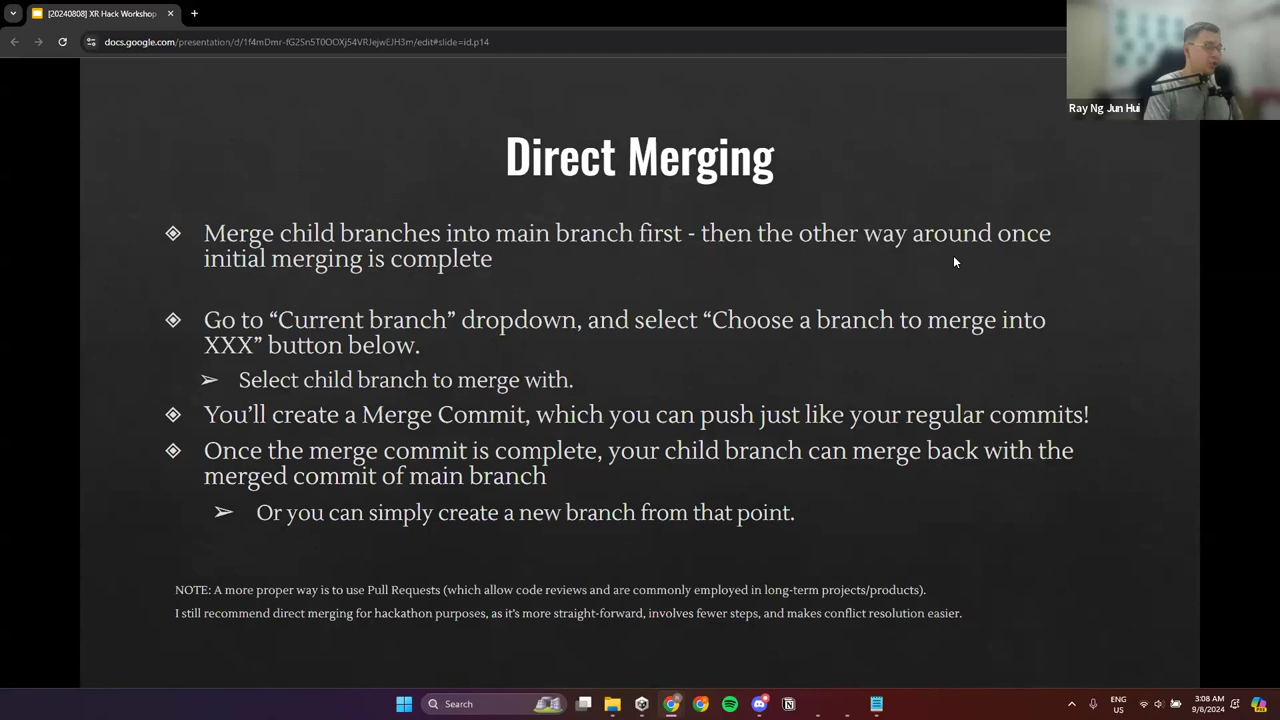 [20240808] XR Hack Workshop
docs.google.com/presentation/d/1f4mDmr-fG2Sn5T0OOXj54VRJejwEJH3m/edit#slide=id.p14
Ray Ng Jun Hui
Direct Merging
Merge child branches into main branch first - then the other way around once
initial merging is complete
Go to “Current branch” dropdown, and select “Choose a branch to merge into
XXX” button below.
Select child branch to merge with.
You’ll create a Merge Commit, which you can push just like your regular commits!
Once the merge commit is complete, your child branch can merge back with the
merged commit of main branch
Or you can simply create a new branch from that point.
NOTE: A more proper way is to use Pull Requests (which allow code reviews and are commonly employed in long-term projects/products).
I still recommend direct merging for hackathon purposes, as it’s more straight-forward, involves fewer steps, and makes conflict resolution easier.
Search
ENG
US
3:08 AM
9/8/2024